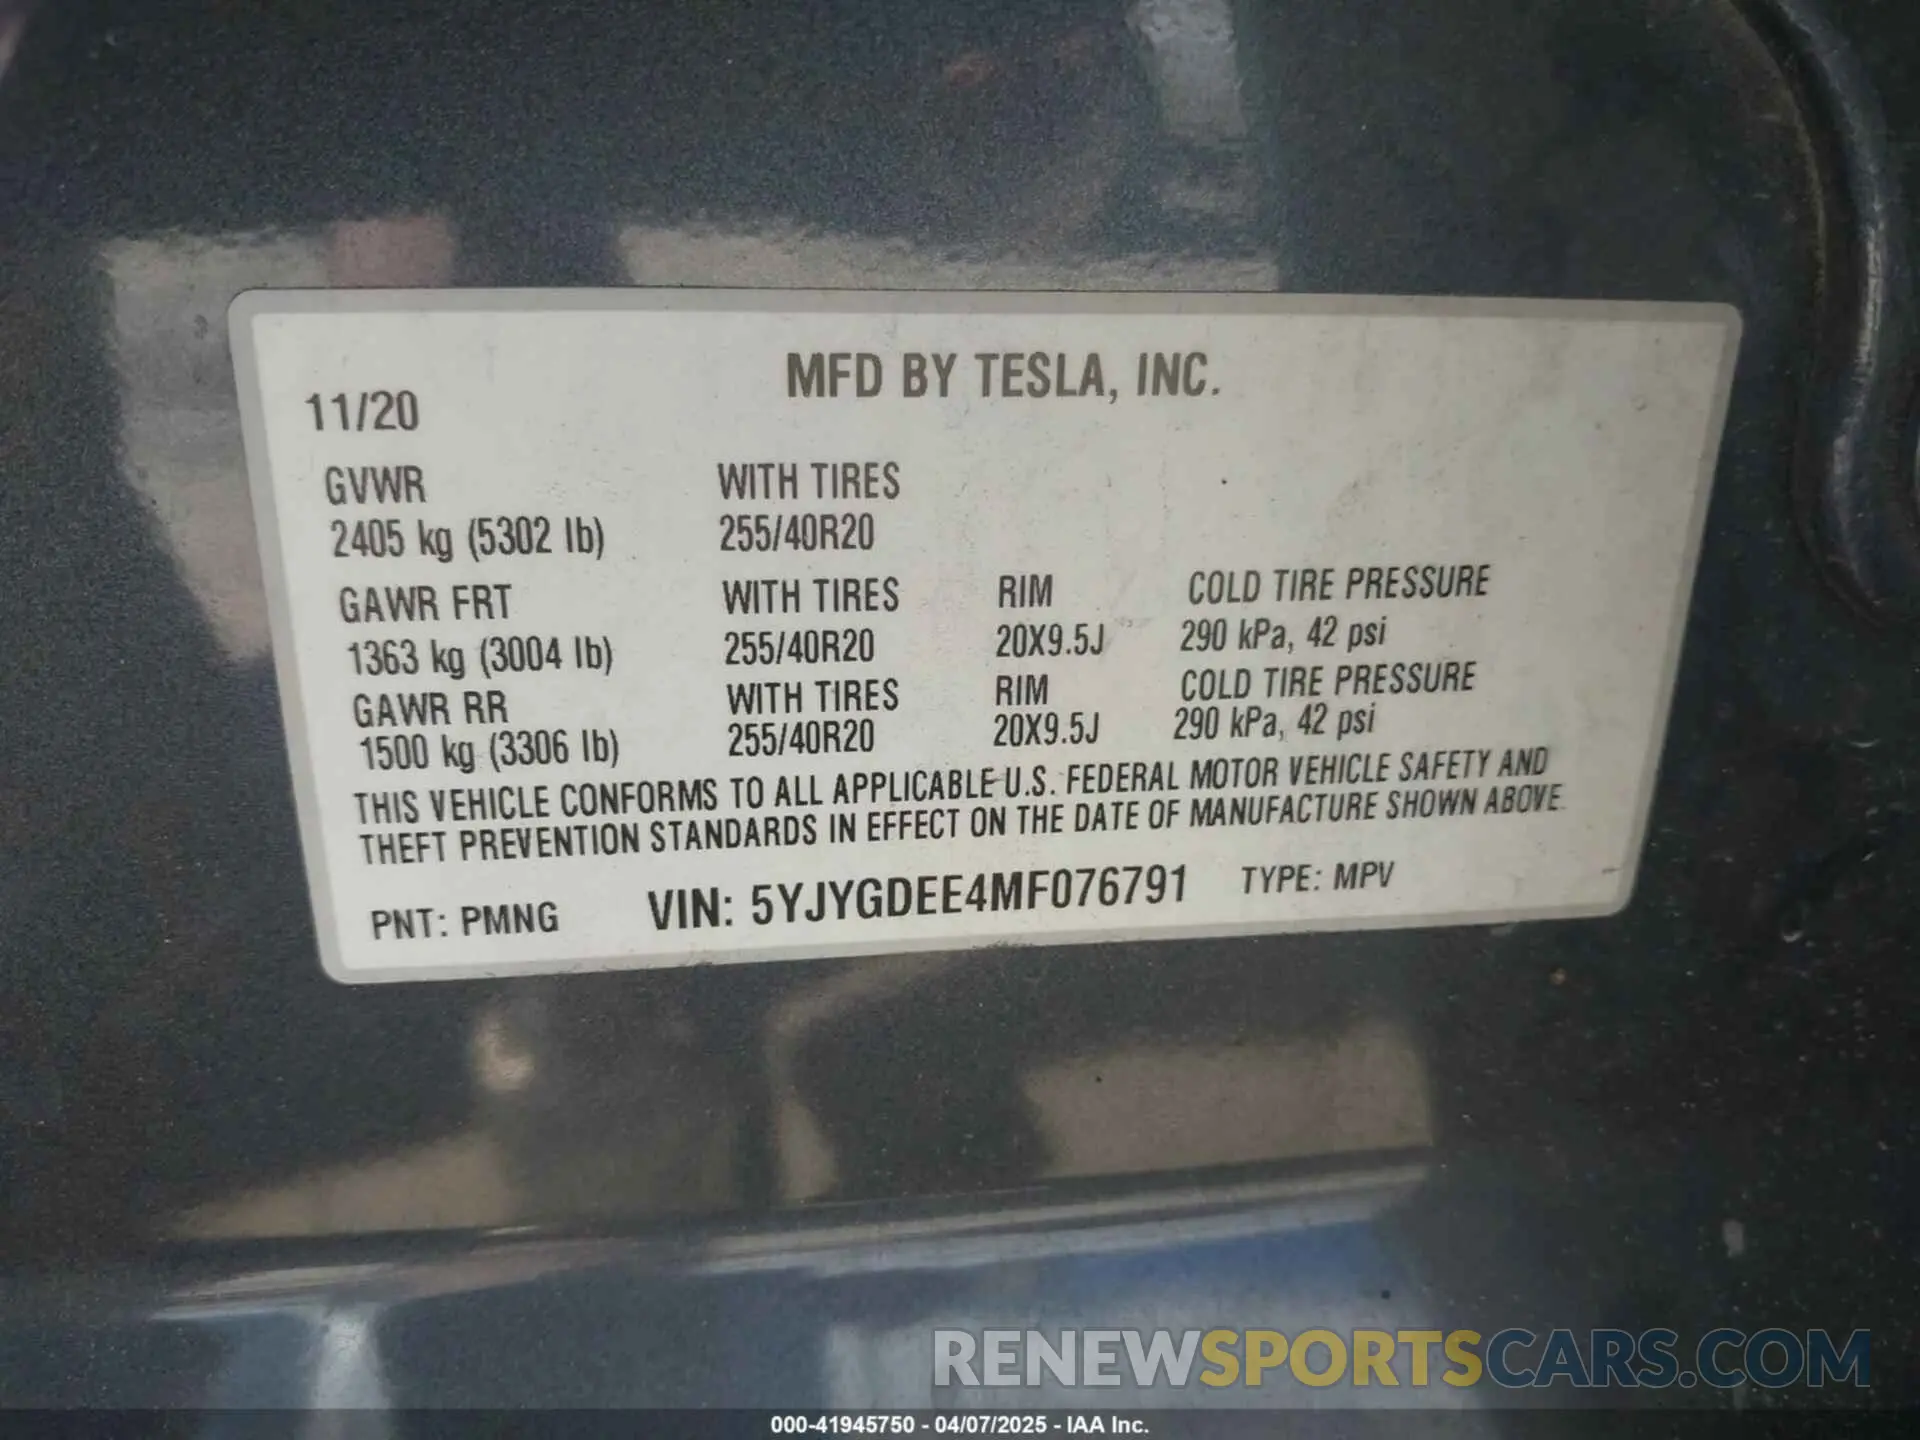 MFD BY TESLA, INC.
11/20
GVWR WITH TIRES
2405 kg (5302 lb) 255/40R20
GAWR FRT WITH TIRES RIM COLD TIRE PRESSURE
1363 kg (3004 lb) 255/40R20 20X9.5J 290 kPa, 42 psi
GAWR RR WITH TIRES RIM COLD TIRE PRESSURE
1500 kg (3306 lb) 255/40R20 20X9.5J 290 kPa, 42 psi
THIS VEHICLE CONFORMS TO ALL APPLICABLE U.S. FEDERAL MOTOR VEHICLE SAFETY AND
THEFT PREVENTION STANDARDS IN EFFECT ON THE DATE OF MANUFACTURE SHOWN ABOVE.
PNT: PMNG VIN: 5YJYGDEE4MF076791 TYPE: MPV
RENEWSPORTSCARS.COM
000-41945750 - 04/07/2025 - IAA Inc.